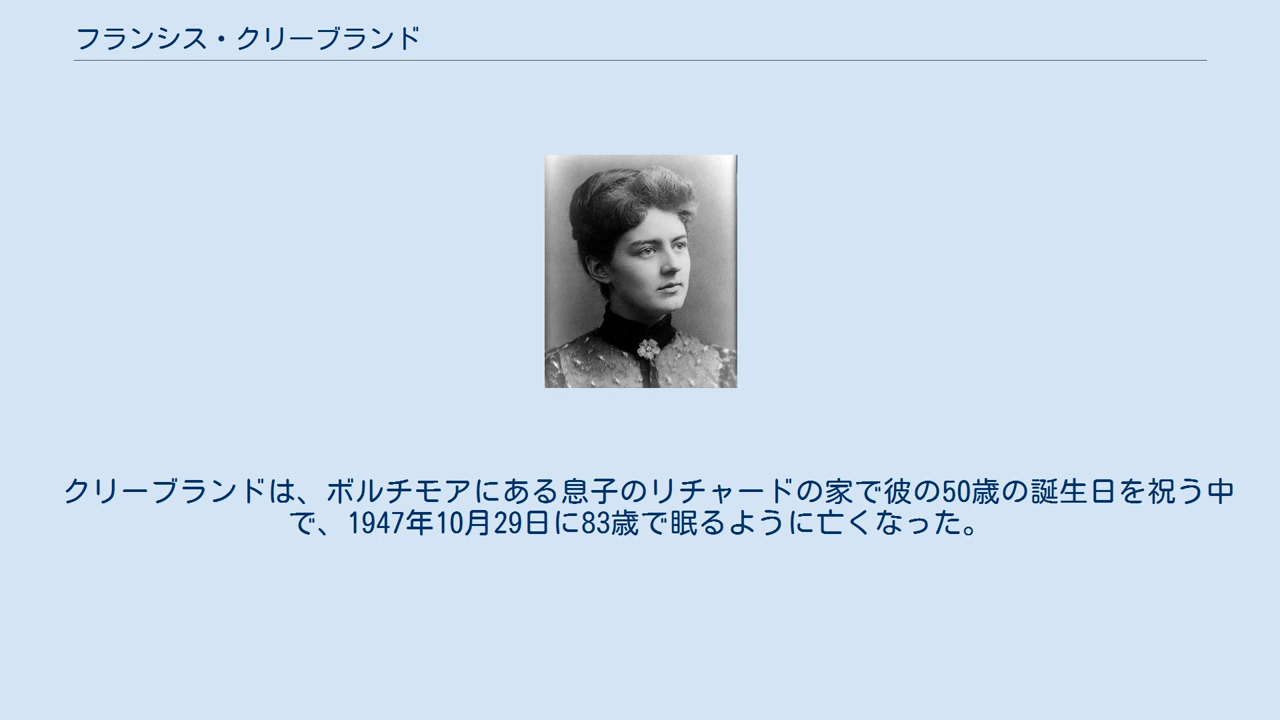 フランシス・クリーブランド
クリーブランドは、ボルチモアにある息子のリチャードの家で彼の50歳の誕生日を祝う中
で、1947年10月29日に83歳で眠るように亡くなった。